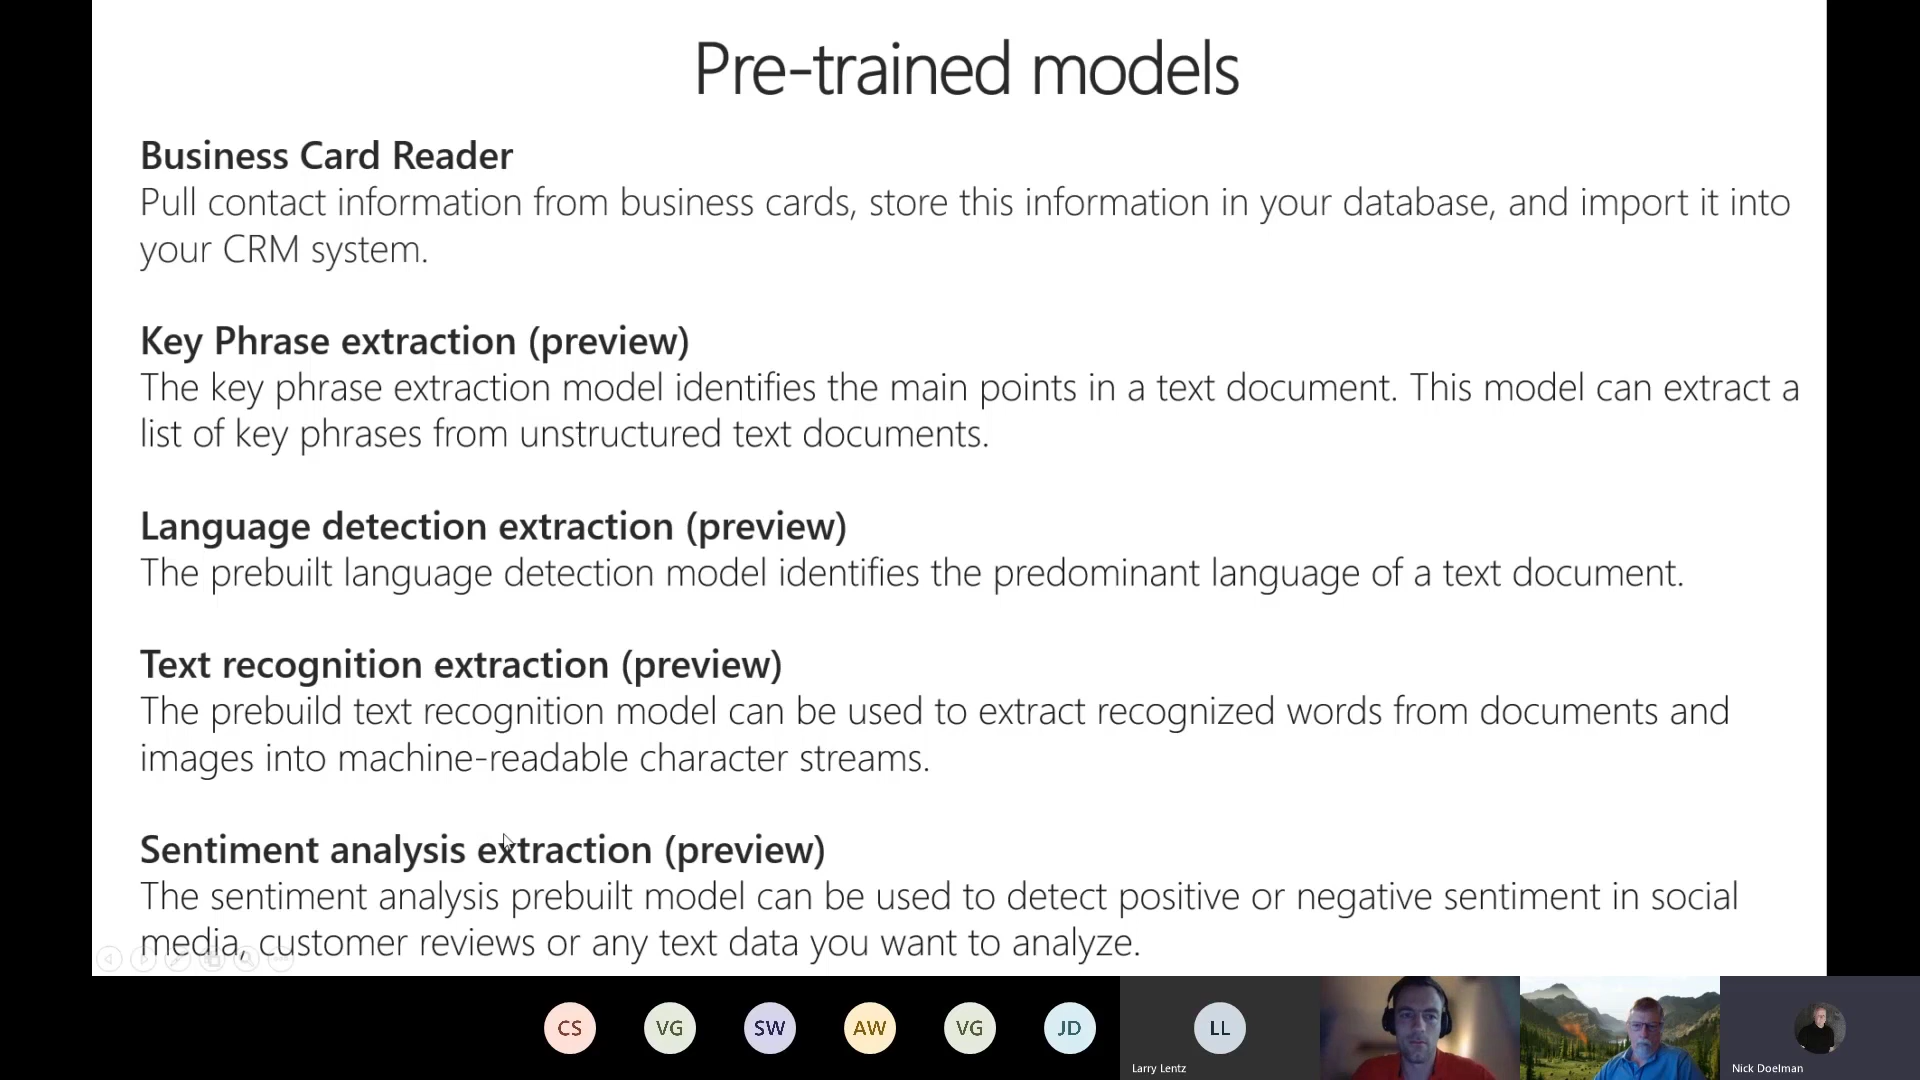 Pre-trained models
Business Card Reader
Pull contact information from business cards, store this information in your database, and import it into
your CRM system.
Key Phrase extraction (preview)
The key phrase extraction model identifies the main points in a text document. This model can extract a
list of key phrases from unstructured text documents.
Language detection extraction (preview)
The prebuilt language detection model identifies the predominant language of a text document.
Text recognition extraction (preview)
The prebuild text recognition model can be used to extract recognized words from documents and
images into machine-readable character streams.
Sentiment analysis extraction (preview)
The sentiment analysis prebuilt model can be used to detect positive or negative sentiment in social
media, customer reviews or any text data you want to analyze.
CS VG SW AW VG JD LL
Larry Lentz Nick Doelman